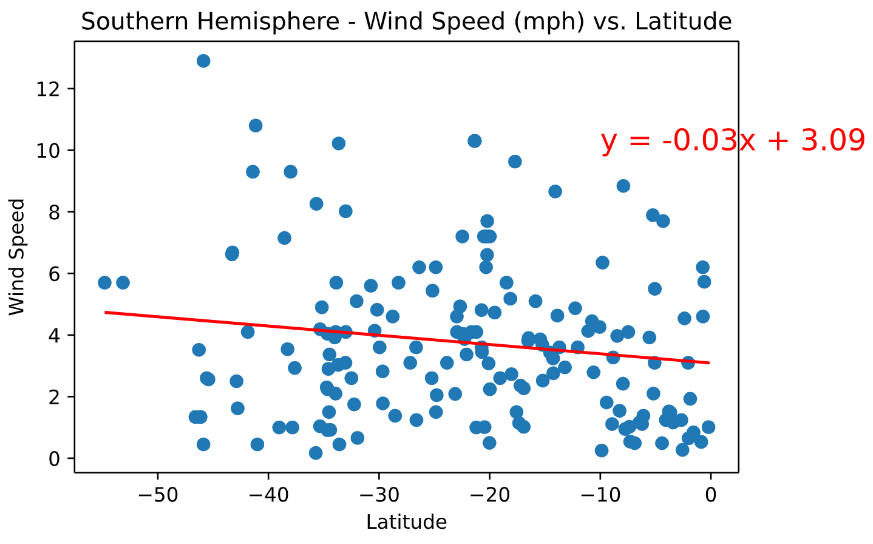 Southern Hemisphere - Wind Speed (mph) vs. Latitude
y = -0.03x + 3.09
Wind Speed
12
10
8
6
4
2
0
−50 −40 −30 −20 −10 0
Latitude